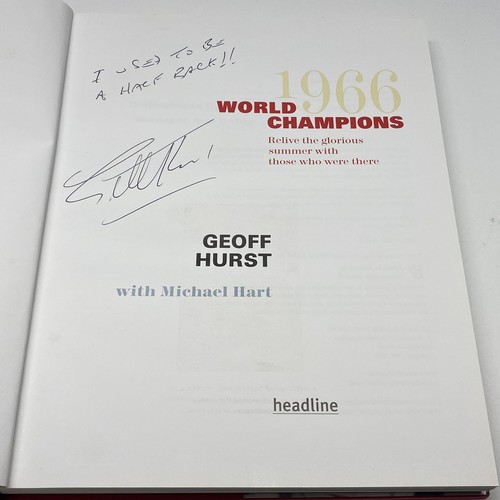 I USED TO BE
A HALF BACK!!
1966
WORLD
CHAMPIONS
Relive the glorious
summer with
those who were there
GEOFF
HURST
with Michael Hart
headline